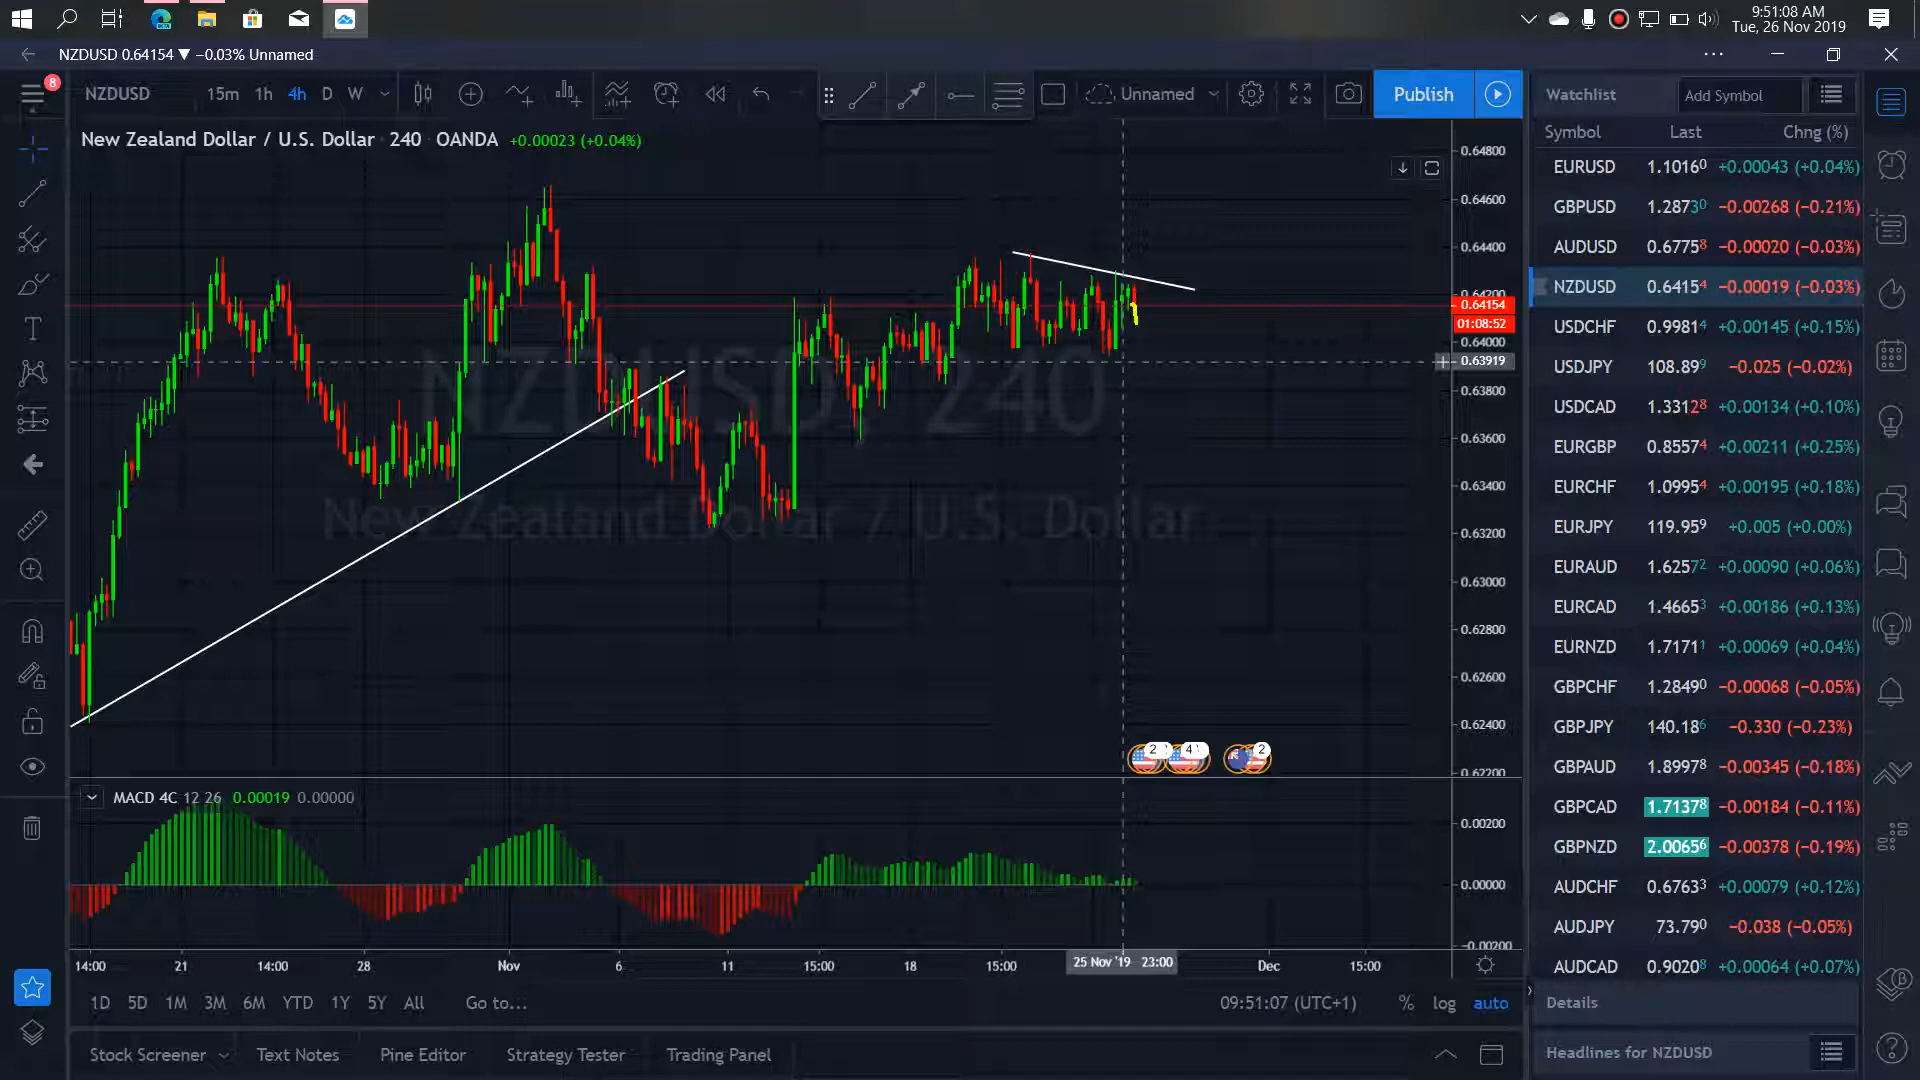 9:51:08 AM
Tue, 26 Nov 2019
NZDUSD 0.64154 ▼ −0.03% Unnamed
8
NZDUSD 15m 1h 4h D W Unnamed Publish
Watchlist Add Symbol
Symbol Last Chng (%)
New Zealand Dollar / U.S. Dollar 240 OANDA +0.00023 (+0.04%)
EURUSD 1.10160 +0.00043 (+0.04%)
GBPUSD 1.28730 −0.00268 (−0.21%)
AUDUSD 0.67758 −0.00020 (−0.03%)
NZDUSD 0.64154 −0.00019 (−0.03%)
USDCHF 0.99814 +0.00145 (+0.15%)
USDJPY 108.899 −0.025 (−0.02%)
USDCAD 1.33128 +0.00134 (+0.10%)
EURGBP 0.85574 +0.00211 (+0.25%)
EURCHF 1.09954 +0.00195 (+0.18%)
EURJPY 119.959 +0.005 (+0.00%)
EURAUD 1.62572 +0.00090 (+0.06%)
EURCAD 1.46653 +0.00186 (+0.13%)
EURNZD 1.71711 +0.00069 (+0.04%)
GBPCHF 1.28490 −0.00068 (−0.05%)
GBPJPY 140.186 −0.330 (−0.23%)
GBPAUD 1.89978 −0.00345 (−0.18%)
GBPCAD 1.71378 −0.00184 (−0.11%)
GBPNZD 2.00656 −0.00378 (−0.19%)
AUDCHF 0.67633 +0.00079 (+0.12%)
AUDJPY 73.790 −0.038 (−0.05%)
AUDCAD 0.90208 +0.00064 (+0.07%)
Details
Headlines for NZDUSD
0.64800
0.64600
0.64400
0.64200
0.64154
01:08:52
0.64000
0.63919
0.63800
0.63600
0.63400
0.63200
0.63000
0.62800
0.62600
0.62400
0.62200
NZDUSD, 240
New Zealand Dollar / U.S. Dollar
2 4 2
MACD 4C 12 26 0.00019 0.00000
0.00200
0.00000
−0.00200
14:00 21 14:00 28 Nov 6 11 15:00 18 15:00 25 Nov '19 23:00 Dec 15:00
1D 5D 1M 3M 6M YTD 1Y 5Y All Go to... 09:51:07 (UTC+1) % log auto
Stock Screener Text Notes Pine Editor Strategy Tester Trading Panel